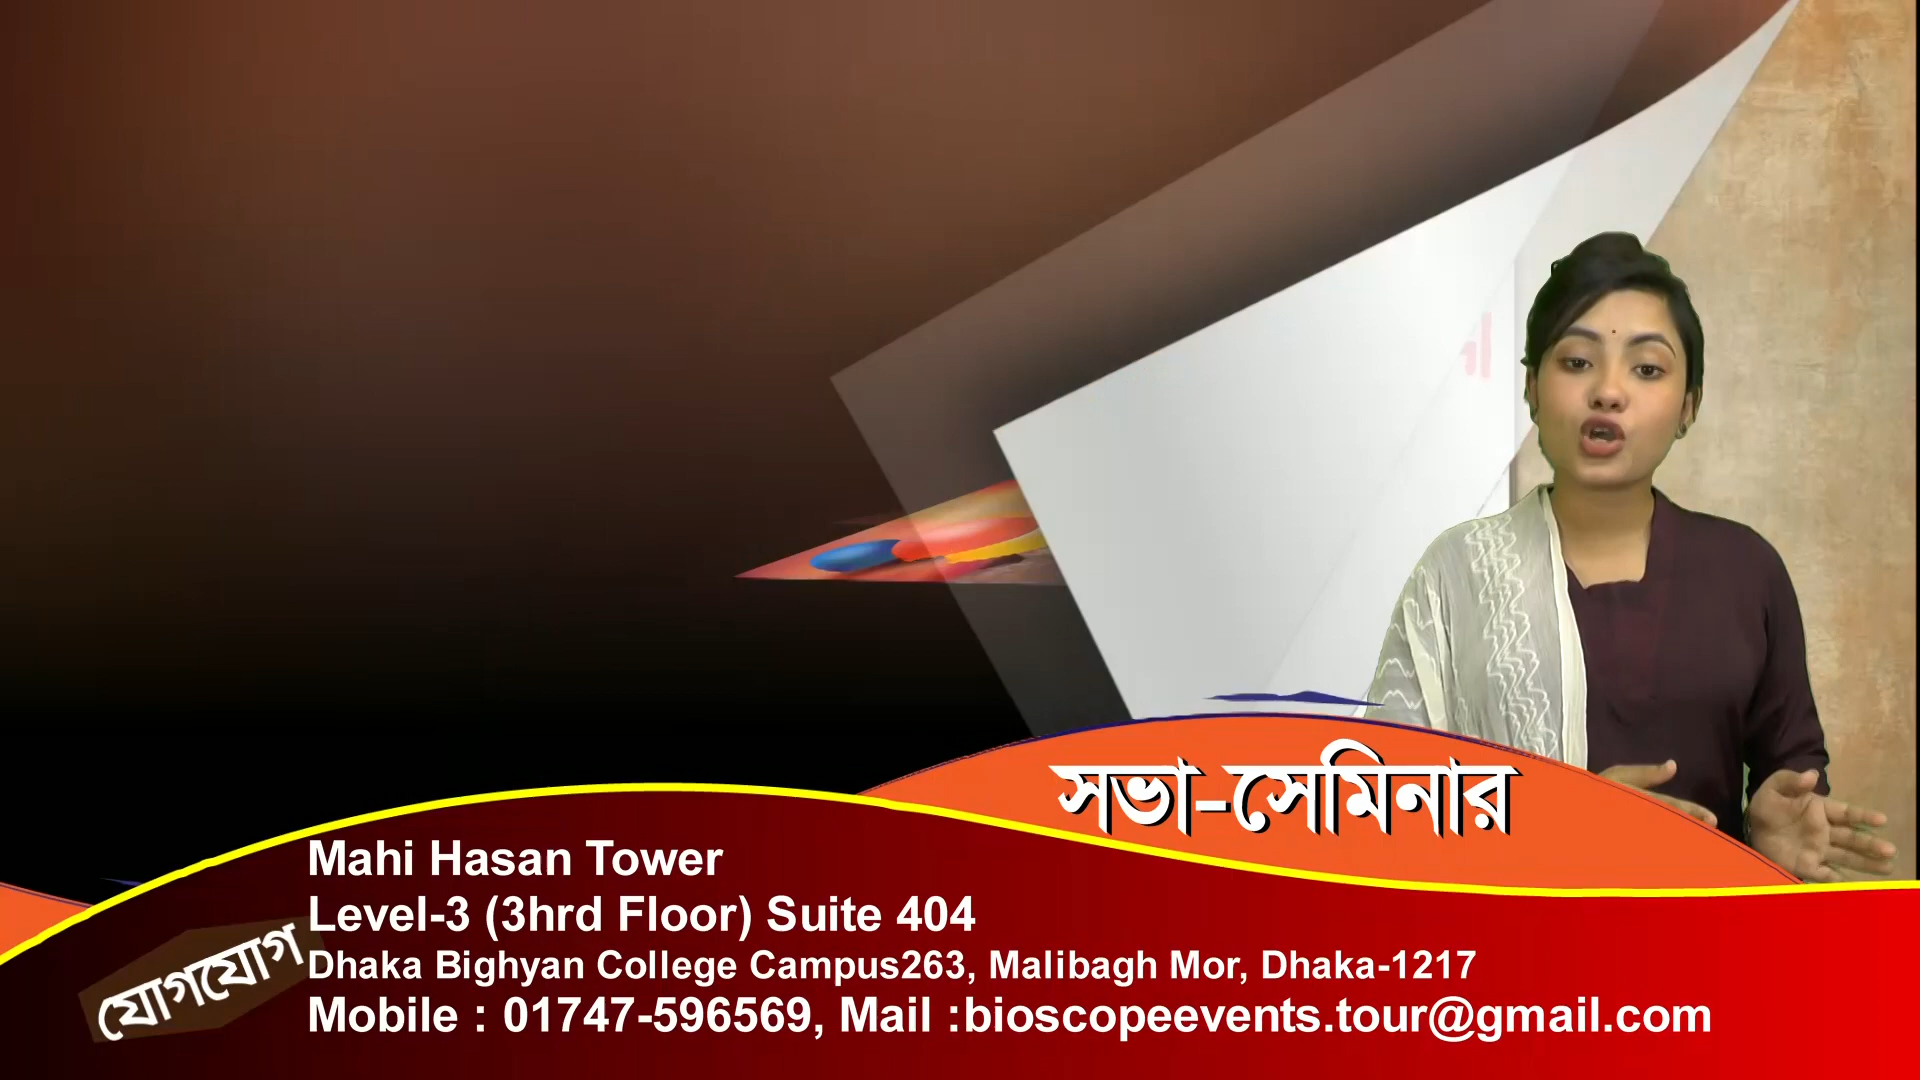 সভা-সেমিনার
Mahi Hasan Tower
Level-3 (3hrd Floor) Suite 404
Dhaka Bighyan College Campus263, Malibagh Mor, Dhaka-1217
যোগযোগ
Mobile : 01747-596569, Mail :bioscopeevents.tour@gmail.com